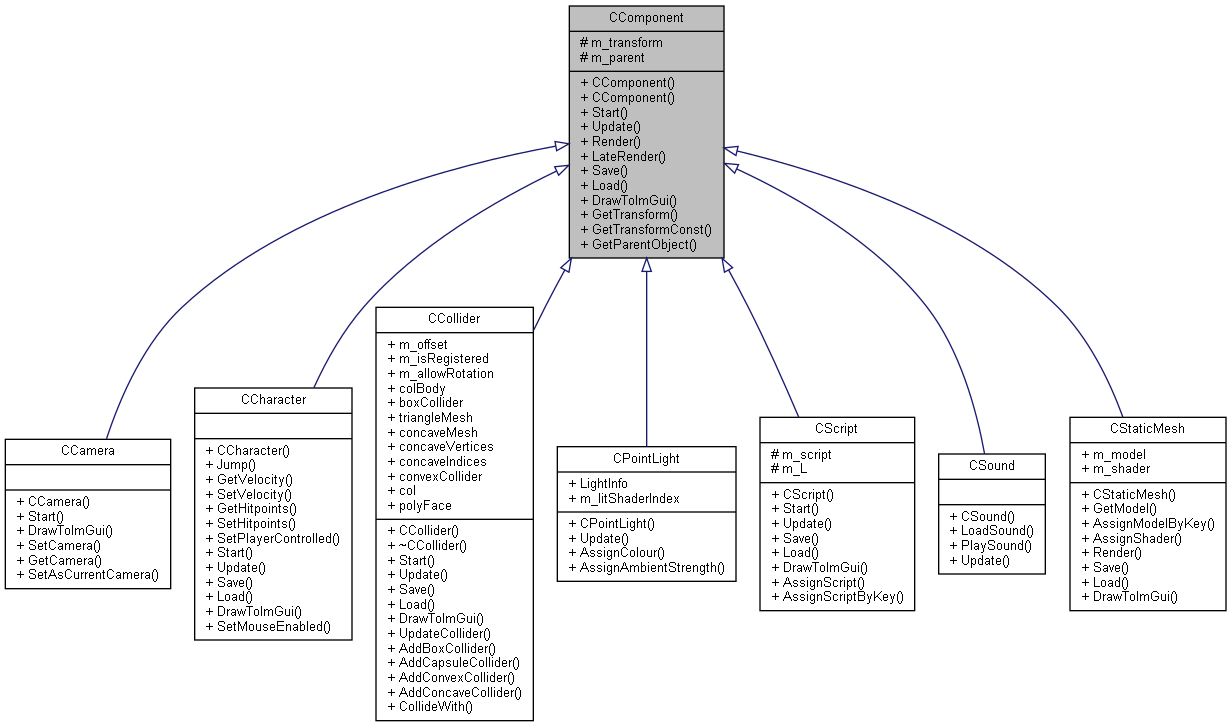 CComponent
# m_transform
# m_parent
+ CComponent()
+ CComponent()
+ Start()
+ Update()
+ Render()
+ LateRender()
+ Save()
+ Load()
+ DrawToImGui()
+ GetTransform()
+ GetTransformConst()
+ GetParentObject()
CCamera
+ CCamera()
+ Start()
+ DrawToImGui()
+ SetCamera()
+ GetCamera()
+ SetAsCurrentCamera()
CCharacter
+ CCharacter()
+ Jump()
+ GetVelocity()
+ SetVelocity()
+ GetHitpoints()
+ SetHitpoints()
+ SetPlayerControlled()
+ Start()
+ Update()
+ Save()
+ Load()
+ DrawToImGui()
+ SetMouseEnabled()
CCollider
+ m_offset
+ m_isRegistered
+ m_allowRotation
+ colBody
+ boxCollider
+ triangleMesh
+ concaveMesh
+ concaveVertices
+ concaveIndices
+ convexCollider
+ col
+ polyFace
+ CCollider()
+ ~CCollider()
+ Start()
+ Update()
+ Save()
+ Load()
+ DrawToImGui()
+ UpdateCollider()
+ AddBoxCollider()
+ AddCapsuleCollider()
+ AddConvexCollider()
+ AddConcaveCollider()
+ CollideWith()
CPointLight
+ LightInfo
+ m_litShaderIndex
+ CPointLight()
+ Update()
+ AssignColour()
+ AssignAmbientStrength()
CScript
# m_script
# m_L
+ CScript()
+ Start()
+ Update()
+ Save()
+ Load()
+ DrawToImGui()
+ AssignScript()
+ AssignScriptByKey()
CSound
+ CSound()
+ LoadSound()
+ PlaySound()
+ Update()
CStaticMesh
+ m_model
+ m_shader
+ CStaticMesh()
+ GetModel()
+ AssignModelByKey()
+ AssignShader()
+ Render()
+ Save()
+ Load()
+ DrawToImGui()